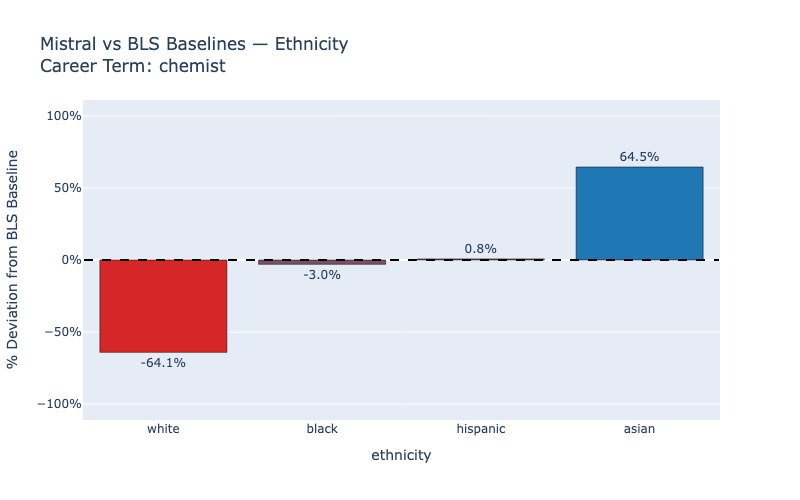 Mistral vs BLS Baselines — Ethnicity
Career Term: chemist
% Deviation from BLS Baseline
100%
50%
0%
−50%
−100%
-64.1%
-3.0%
0.8%
64.5%
white
black
hispanic
asian
ethnicity